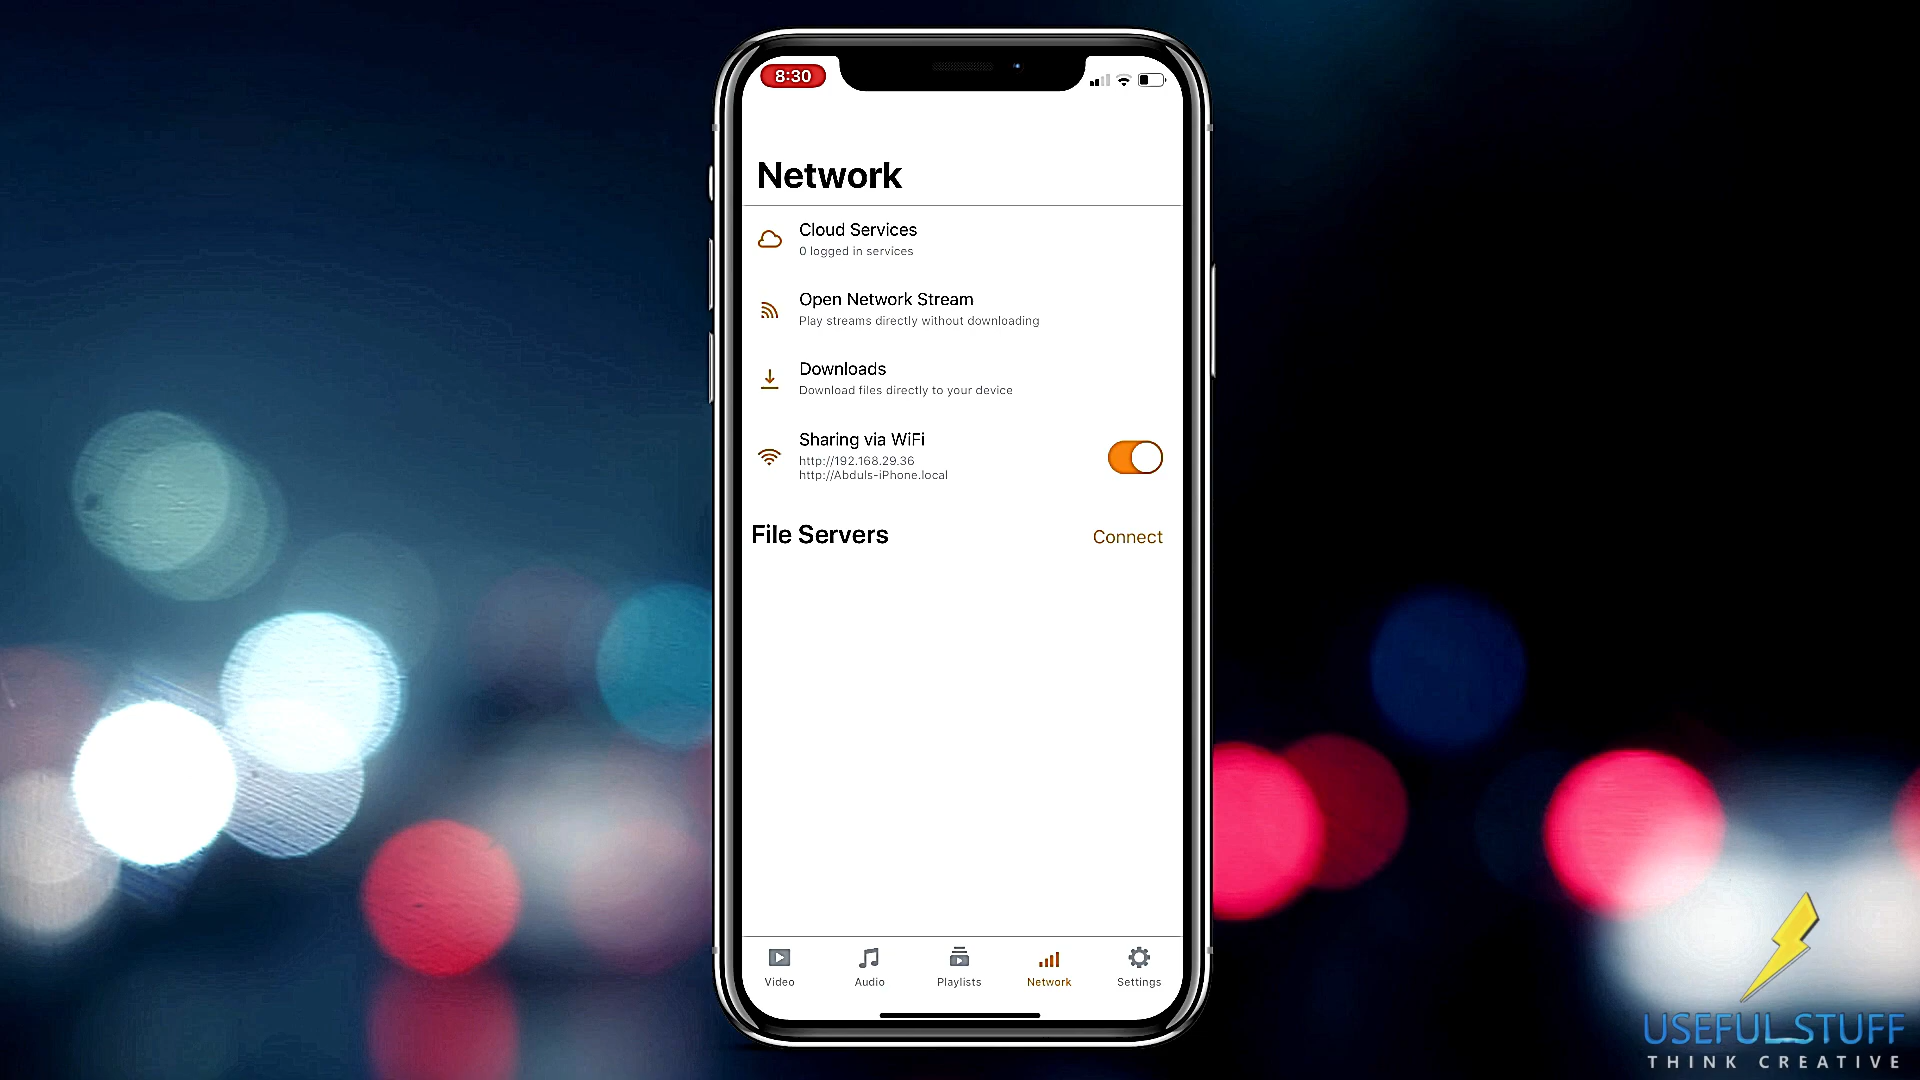 8:30
Network
Cloud Services
0 logged in services
Open Network Stream
Play streams directly without downloading
Downloads
Download files directly to your device
Sharing via WiFi
http://192.168.29.36
http://Abduls-iPhone.local
File Servers
Connect
Video
Audio
Playlists
Network
Settings
USEFUL STUFF
THINK CREATIVE